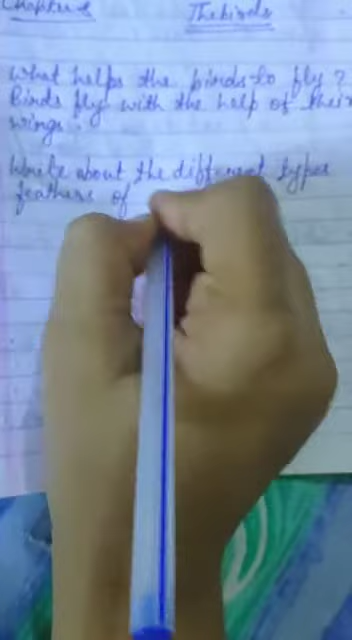 Chapter
The birds
What helps the birds to fly?
Birds fly with the help of their
wings.
Write about the different types
feathers of